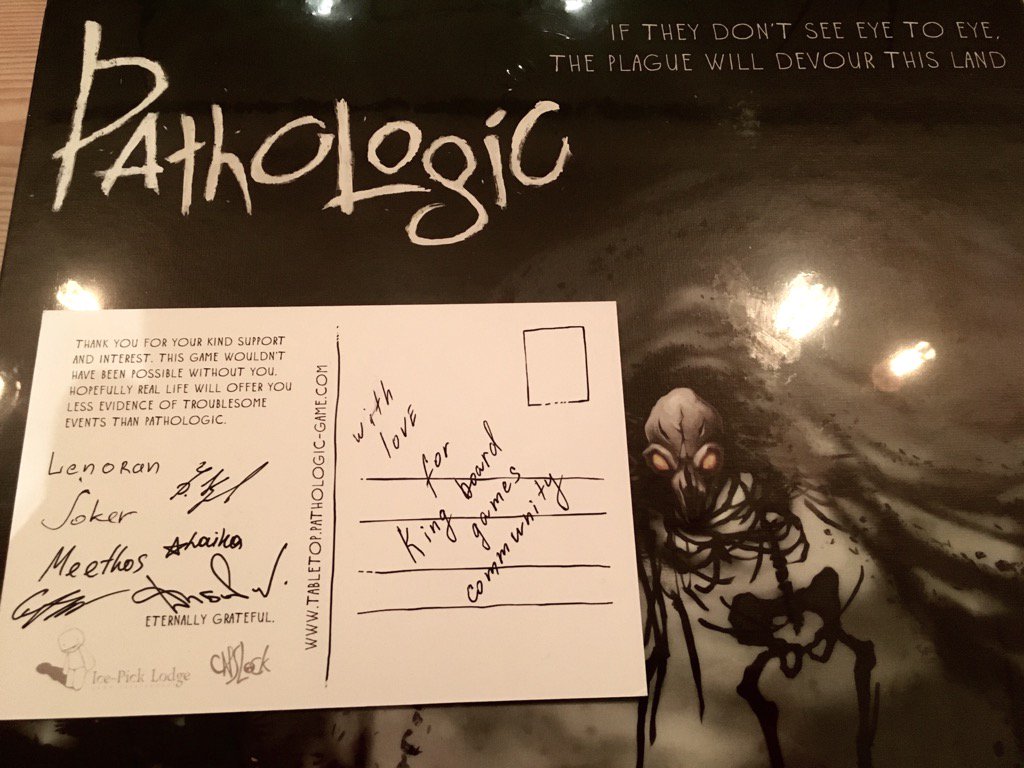 Pathologic
IF THEY DON'T SEE EYE TO EYE,
THE PLAGUE WILL DEVOUR THIS LAND
THANK YOU FOR YOUR KIND SUPPORT
AND INTEREST. THIS GAME WOULDN'T
HAVE BEEN POSSIBLE WITHOUT YOU.
HOPEFULLY REAL LIFE WILL OFFER YOU
LESS EVIDENCE OF TROUBLESOME
EVENTS THAN PATHOLOGIC.
Lenoran
Joker
Meethos
ETERNALLY GRATEFUL.
Ice-Pick Lodge
WWW.TABLETOP.PATHOLOGIC-GAME.COM
with
love
for
King board
games
community